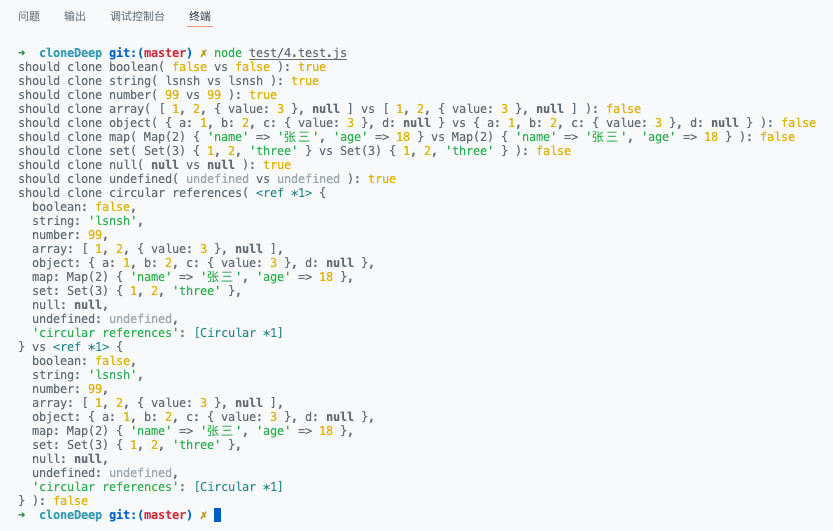 问题 输出 调试控制台 终端
➜  cloneDeep git:(master) ✗ node test/4.test.js
should clone boolean( false vs false ): true
should clone string( lsnsh vs lsnsh ): true
should clone number( 99 vs 99 ): true
should clone array( [ 1, 2, { value: 3 }, null ] vs [ 1, 2, { value: 3 }, null ] ): false
should clone object( { a: 1, b: 2, c: { value: 3 }, d: null } vs { a: 1, b: 2, c: { value: 3 }, d: null } ): false
should clone map( Map(2) { 'name' => '张三', 'age' => 18 } vs Map(2) { 'name' => '张三', 'age' => 18 } ): false
should clone set( Set(3) { 1, 2, 'three' } vs Set(3) { 1, 2, 'three' } ): false
should clone null( null vs null ): true
should clone undefined( undefined vs undefined ): true
should clone circular references( <ref *1> {
  boolean: false,
  string: 'lsnsh',
  number: 99,
  array: [ 1, 2, { value: 3 }, null ],
  object: { a: 1, b: 2, c: { value: 3 }, d: null },
  map: Map(2) { 'name' => '张三', 'age' => 18 },
  set: Set(3) { 1, 2, 'three' },
  null: null,
  undefined: undefined,
  'circular references': [Circular *1]
} vs <ref *1> {
  boolean: false,
  string: 'lsnsh',
  number: 99,
  array: [ 1, 2, { value: 3 }, null ],
  object: { a: 1, b: 2, c: { value: 3 }, d: null },
  map: Map(2) { 'name' => '张三', 'age' => 18 },
  set: Set(3) { 1, 2, 'three' },
  null: null,
  undefined: undefined,
  'circular references': [Circular *1]
} ): false
➜  cloneDeep git:(master) ✗